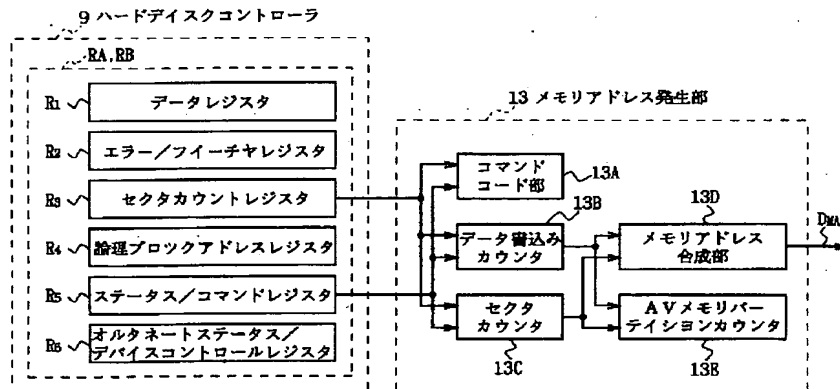 9 ハードデイスクコントローラ
RA,RB
R1 データレジスタ
R2 エラー/フイーチヤレジスタ
R3 セクタカウントレジスタ
R4 論理ブロックアドレスレジスタ
R5 ステータス/コマンドレジスタ
R6 オルタネートステータス/
デバイスコントロールレジスタ
13 メモリアドレス発生部
コマンド
コード部
13A
13B
データ書込み
カウンタ
セクタ
カウンタ
13C
13D
メモリアドレス
合成部
DMA
AVメモリパー
テイションカウンタ
13E